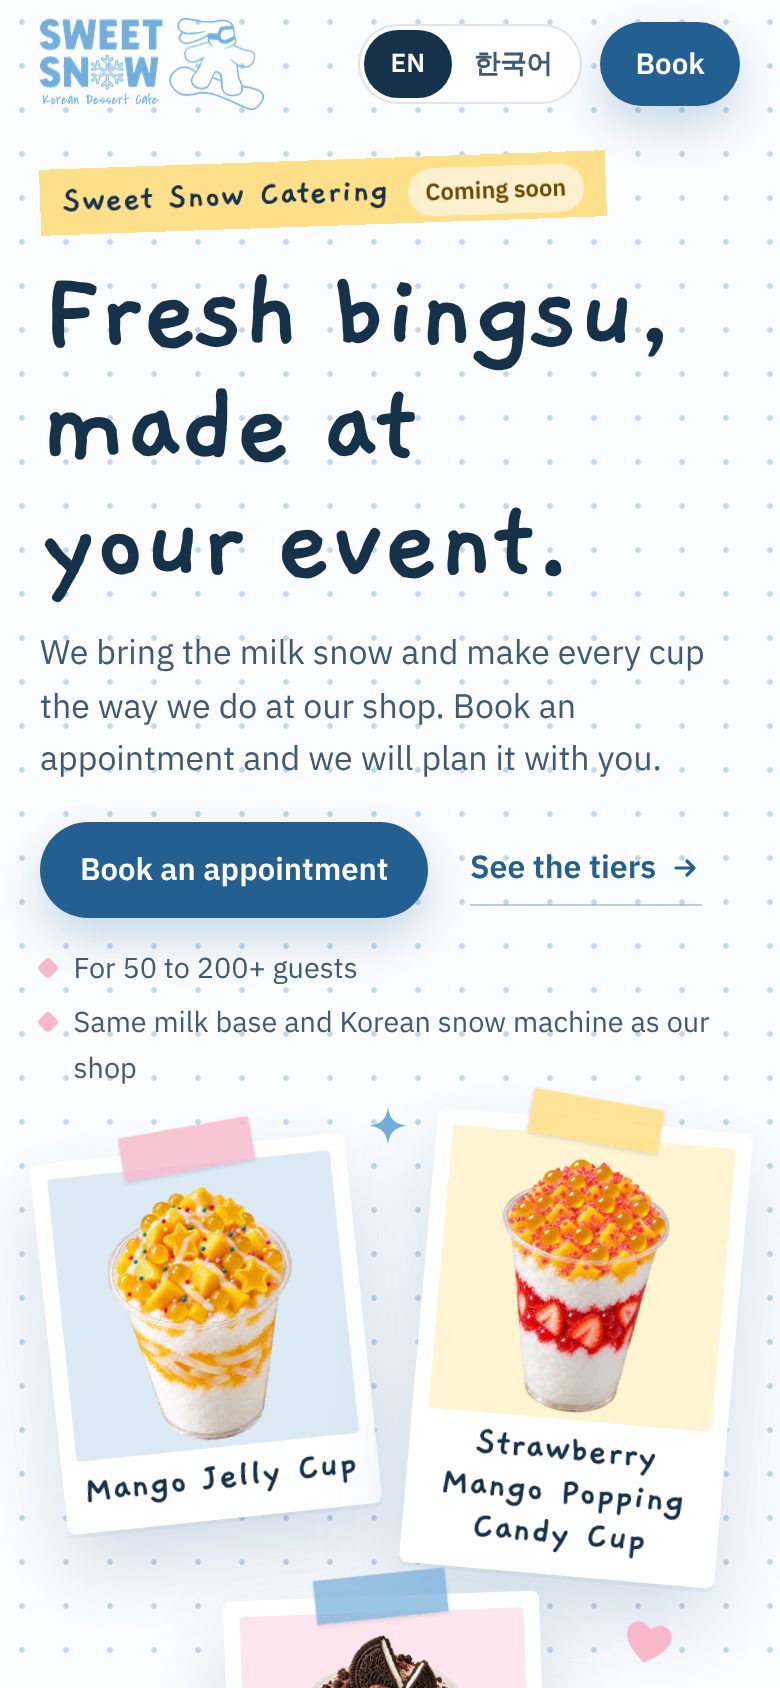 SWEET
SNOW
Korean Dessert Cafe
EN
한국어
Book
Sweet Snow Catering
Coming soon
Fresh bingsu,
made at
your event.
We bring the milk snow and make every cup
the way we do at our shop. Book an
appointment and we will plan it with you.
Book an appointment
See the tiers →
For 50 to 200+ guests
Same milk base and Korean snow machine as our
shop
Mango Jelly Cup
Strawberry
Mango Popping
Candy Cup